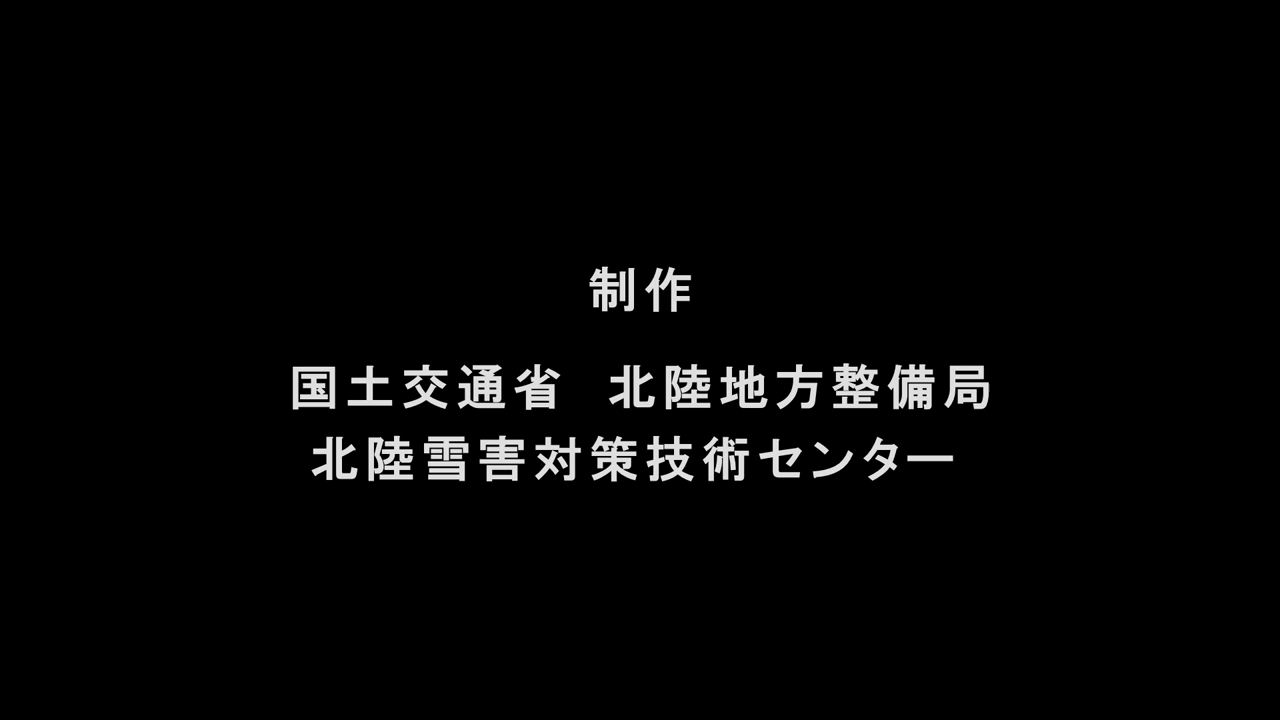 制作
国土交通省　北陸地方整備局
北陸雪害対策技術センター